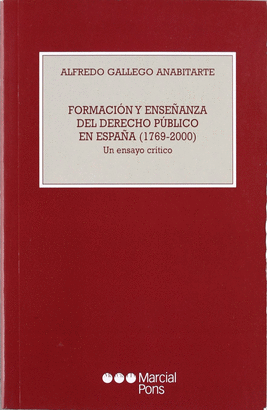 ALFREDO GALLEGO ANABITARTE
FORMACIÓN Y ENSEÑANZA
DEL DERECHO PÚBLICO
EN ESPAÑA (1769-2000)
Un ensayo crítico
Marcial
Pons